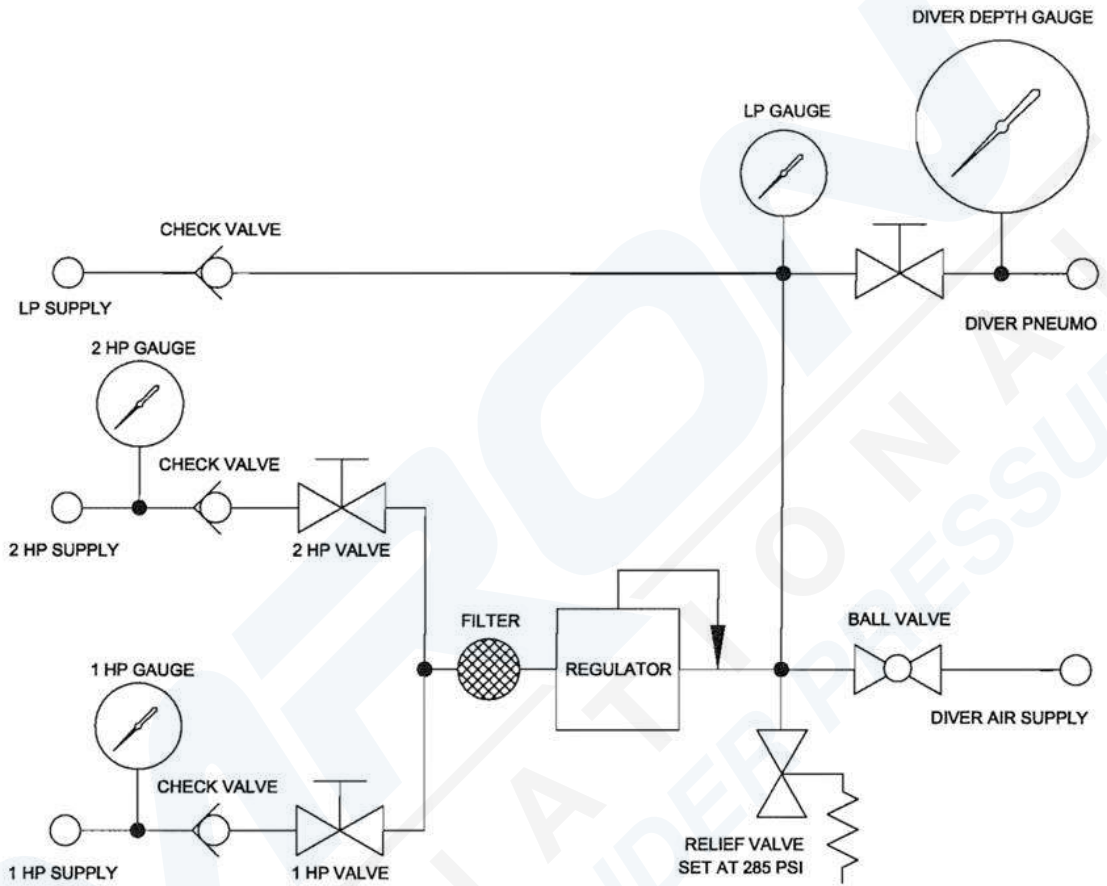 DIVER DEPTH GAUGE
LP GAUGE
CHECK VALVE
LP SUPPLY
DIVER PNEUMO
2 HP GAUGE
CHECK VALVE
2 HP SUPPLY
2 HP VALVE
FILTER
REGULATOR
BALL VALVE
DIVER AIR SUPPLY
1 HP GAUGE
CHECK VALVE
1 HP SUPPLY
1 HP VALVE
RELIEF VALVE
SET AT 285 PSI